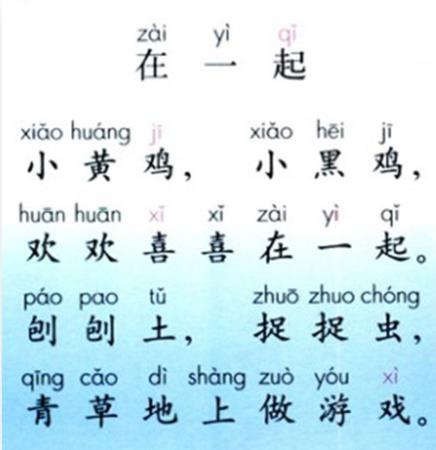 zài yì qǐ
在一起
xiǎo huáng jī xiǎo hēi jī
小黄鸡，小黑鸡，
huān huān xǐ xǐ zài yì qǐ
欢欢喜喜在一起。
páo pao tǔ zhuō zhuo chóng
刨刨土，捉捉虫，
qīng cǎo dì shàng zuò yóu xì
青草地上做游戏。